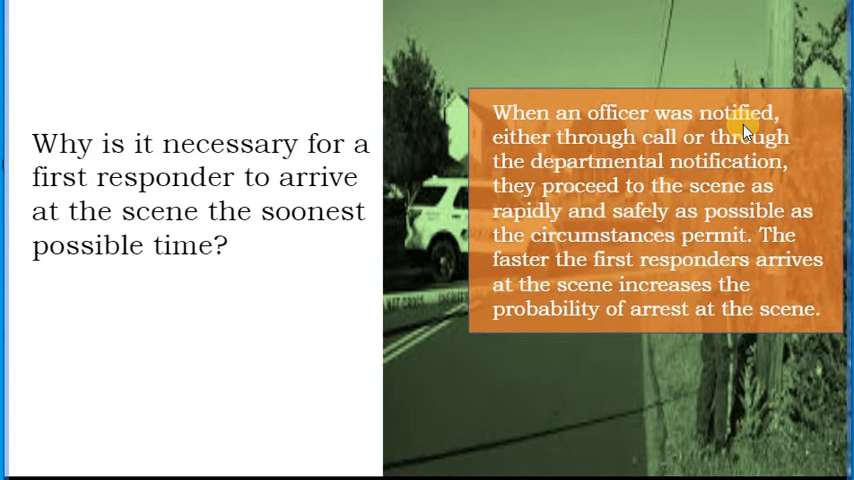 Why is it necessary for a
first responder to arrive
at the scene the soonest
possible time?
When an officer was notified,
either through call or through
the departmental notification,
they proceed to the scene as
rapidly and safely as possible as
the circumstances permit. The
faster the first responders arrives
at the scene increases the
probability of arrest at the scene.